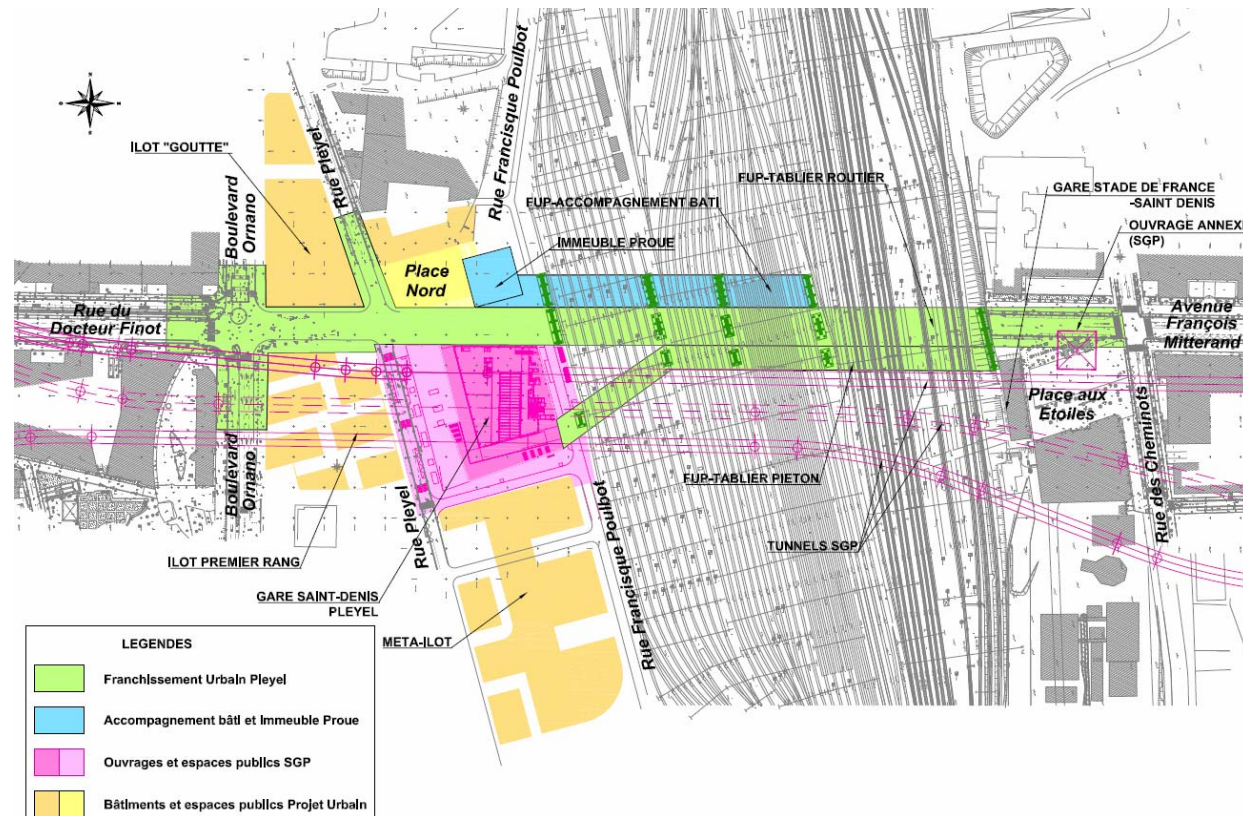 Rue Francisque Poulbot
ILOT "GOUTTE"
Boulevard
Ornano
Rue Pleyel
FUP-TABLIER ROUTIER
FUP-ACCOMPAGNEMENT BATI
IMMEUBLE PROUE
GARE STADE DE FRANCE
-SAINT DENIS
OUVRAGE ANNEXE
(SGP)
Place
Nord
Rue du
Docteur Finot
Avenue
François
Mitterand
Place aux
Etoiles
Rue des Cheminots
Boulevard
Ornano
Rue Pleyel
FUP-TABLIER PIETON
TUNNELS SGP
ILOT PREMIER RANG
GARE SAINT-DENIS
PLEYEL
META-ILOT
Rue Francisque Poulbot
LEGENDES
Franchissement Urbain Pleyel
Accompagnement bâti et Immeuble Proue
Ouvrages et espaces publics SGP
Bâtiments et espaces publics Projet Urbain